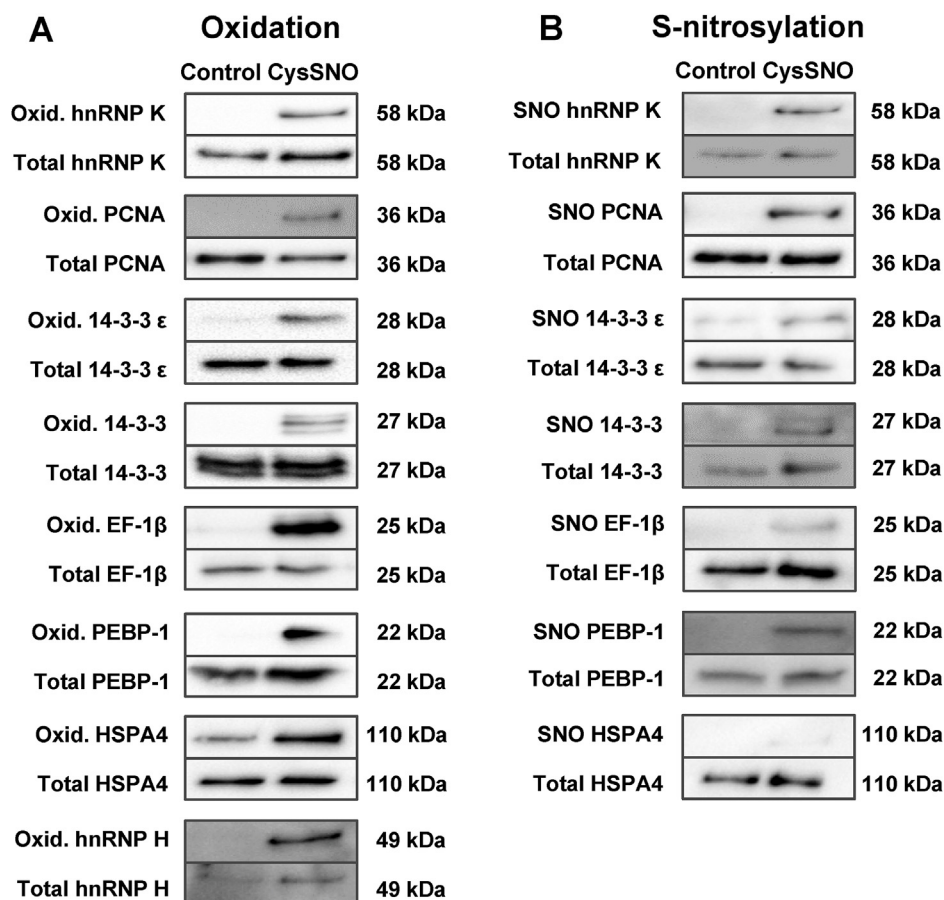 A Oxidation
Control CysSNO
Oxid. hnRNP K 58 kDa
Total hnRNP K 58 kDa
Oxid. PCNA 36 kDa
Total PCNA 36 kDa
Oxid. 14-3-3 ε 28 kDa
Total 14-3-3 ε 28 kDa
Oxid. 14-3-3 27 kDa
Total 14-3-3 27 kDa
Oxid. EF-1β 25 kDa
Total EF-1β 25 kDa
Oxid. PEBP-1 22 kDa
Total PEBP-1 22 kDa
Oxid. HSPA4 110 kDa
Total HSPA4 110 kDa
Oxid. hnRNP H 49 kDa
Total hnRNP H 49 kDa
B S-nitrosylation
Control CysSNO
SNO hnRNP K 58 kDa
Total hnRNP K 58 kDa
SNO PCNA 36 kDa
Total PCNA 36 kDa
SNO 14-3-3 ε 28 kDa
Total 14-3-3 ε 28 kDa
SNO 14-3-3 27 kDa
Total 14-3-3 27 kDa
SNO EF-1β 25 kDa
Total EF-1β 25 kDa
SNO PEBP-1 22 kDa
Total PEBP-1 22 kDa
SNO HSPA4 110 kDa
Total HSPA4 110 kDa